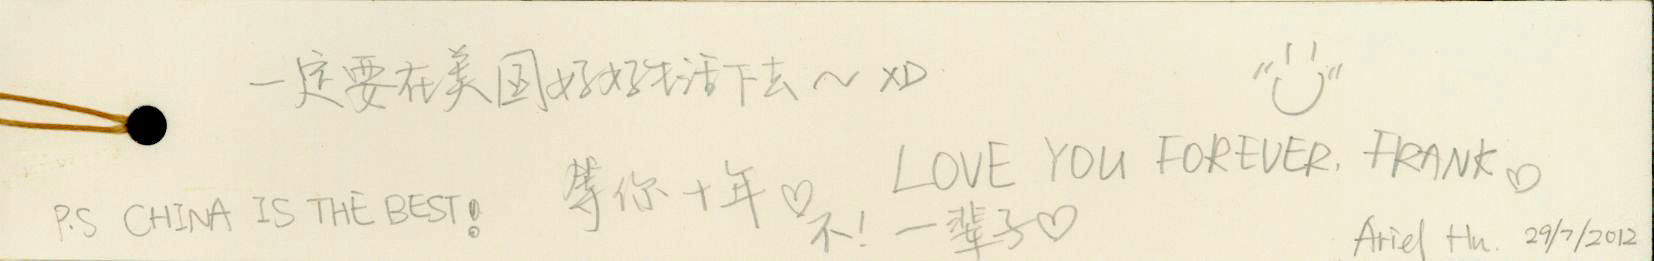 一定要在美国好好生活下去～ XD
LOVE YOU FOREVER, FRANK ♡
等你十年♡
不！一辈子♡
P.S CHINA IS THE BEST!
Ariel Hu. 29/7/2012